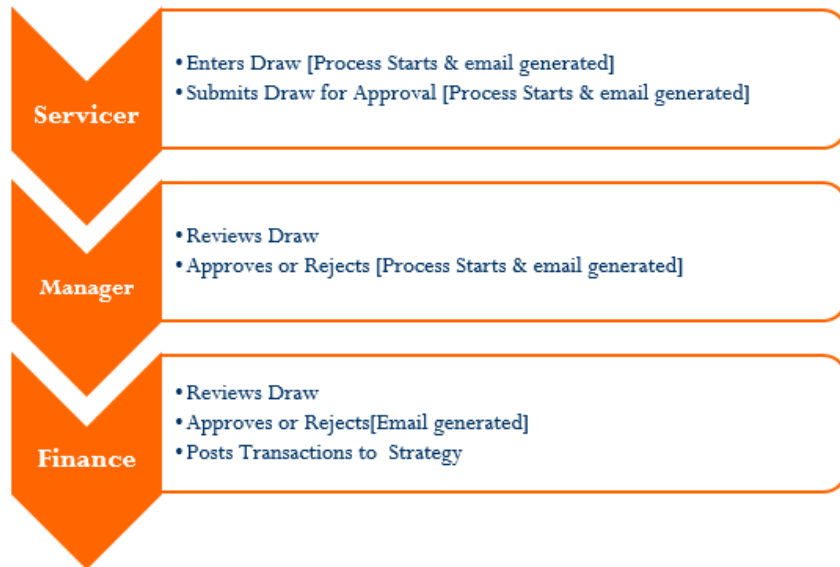 Servicer
•Enters Draw [Process Starts & email generated]
•Submits Draw for Approval [Process Starts & email generated]
Manager
•Reviews Draw
•Approves or Rejects [Process Starts & email generated]
Finance
•Reviews Draw
•Approves or Rejects[Email generated]
•Posts Transactions to  Strategy